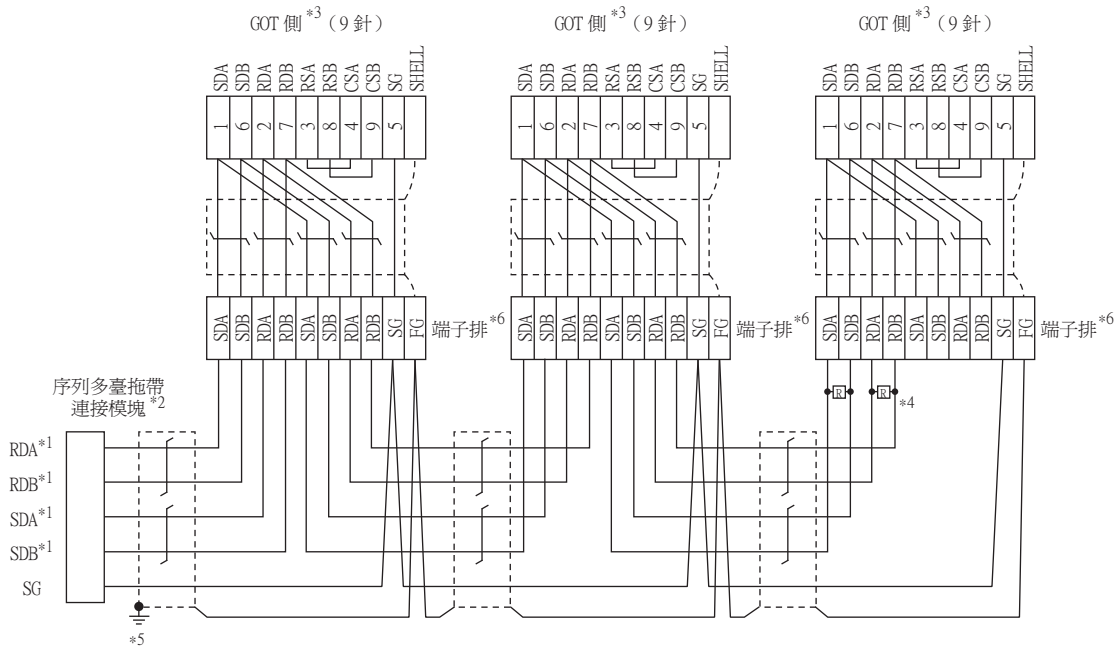 GOT 側 *3（9 針）
GOT 側 *3（9 針）
GOT 側 *3（9 針）
SDA SDB RDA RDB RSA RSB CSA CSB SG SHELL
SDA SDB RDA RDB RSA RSB CSA CSB SG SHELL
SDA SDB RDA RDB RSA RSB CSA CSB SG SHELL
1 6 2 7 3 8 4 9 5
1 6 2 7 3 8 4 9 5
1 6 2 7 3 8 4 9 5
SDA SDB RDA RDB SDA SDB RDA RDB SG FG
端子排*6
SDA SDB RDA RDB SDA SDB RDA RDB SG FG
端子排*6
SDA SDB RDA RDB SDA SDB RDA RDB SG FG
端子排*6
R R *4
序列多臺拖帶
連接模塊 *2
RDA*1
RDB*1
SDA*1
SDB*1
SG
*5